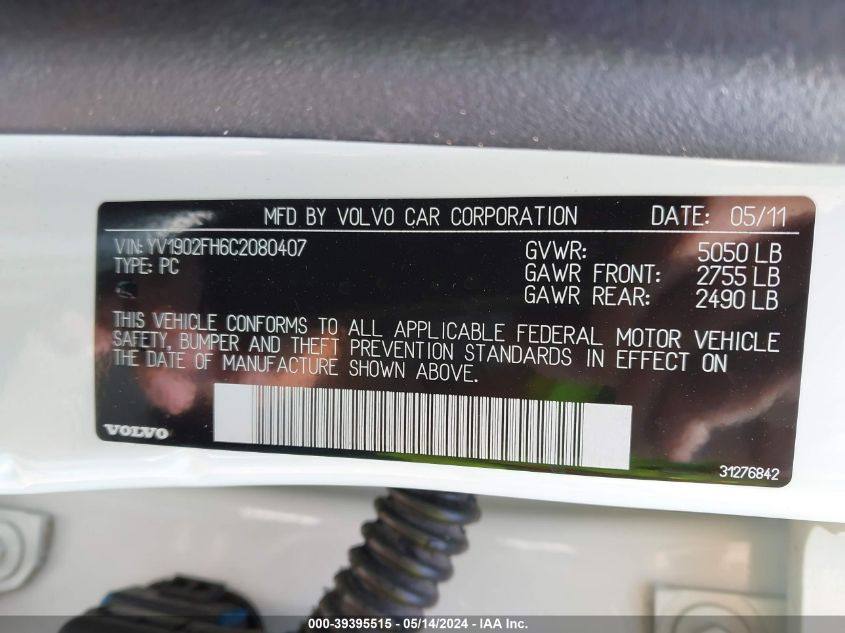 MFD BY VOLVO CAR CORPORATION DATE: 05/11
VIN: YV1902FH6C2080407
TYPE: PC
GVWR: 5050 LB
GAWR FRONT: 2755 LB
GAWR REAR: 2490 LB
THIS VEHICLE CONFORMS TO ALL APPLICABLE FEDERAL MOTOR VEHICLE
SAFETY, BUMPER AND THEFT PREVENTION STANDARDS IN EFFECT ON
THE DATE OF MANUFACTURE SHOWN ABOVE.
VOLVO
31276842
000-39395515 - 05/14/2024 - IAA Inc.